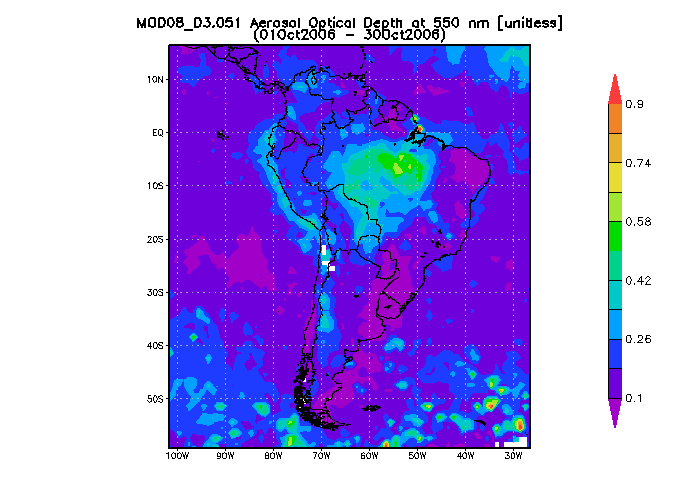 MOD08_D3.051 Aerosol Optical Depth at 550 nm [unitless]
(01Oct2006 - 30Oct2006)
10N
EQ
10S
20S
30S
40S
50S
100W 90W 80W 70W 60W 50W 40W 30W
0.9
0.74
0.58
0.42
0.26
0.1